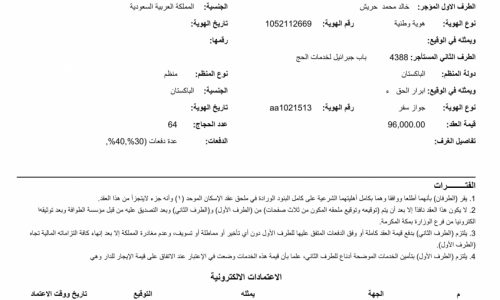 الطرف الاول المؤجر: خالد محمد حريش الجنسية: المملكة العربية السعودية
نوع الهوية: هوية وطنية رقم الهوية: 1052112669 تاريخ الهوية:
ويمثله في الوقيع: رقمها:
الطرف الثاني المستأجر: 4388 باب جبرائيل لخدمات الحج
دولة المنظم: الباكستان نوع المنظم: منظم
ويمثله في الوقيع: ابرار الحق ء الجنسية: الباكستان
نوع الهوية: جواز سفر رقم الهوية: aa1021513 تاريخ الهوية:
قيمة العقد: 96,000.00 عدد الحجاج: 64
تفاصيل الغرف: الدفعات: عدة دفعات (30%,40%,
الفتـــــرات
1. يقر (الطرفان) بأنهما أطلعا ووافقا وهما بكامل أهليتهما الشرعية على كامل البنود الواردة في ملحق عقد الإسكان الموحد (1) وأنه جزء لايتجزأ من هذا العقد.
2. لا يكون هذا العقد نافذا إلا بعد أن يتم (توقيعه وتوقيع ملحقه المكون من ثلاث صفحات) من (الطرف الأول) و(الطرف الثاني) وبعد التصديق عليه من قبل مؤسسة الطوافة وبعد توثيقها الكترونيا من فرع الوزارة بمكة المكرمة.
3. يلتزم (الطرف الثاني) بدفع قيمة العقد كاملة أو وفق الدفعات المتفق عليها للطرف الأول دون أي تأخير أو مماطلة أو تسويف، وعدم مغادرة المملكة إلا بعد إنهاء كافة التزاماته المالية تجاه (الطرف الأول).
4. يلتزم (الطرف الأول) بتأمين الخدمات الموضحة أدناه للطرف الثاني، علما بأن قيمة هذه الخدمات وضعت في الإعتبار عند الاتفاق على قيمة الإيجار للدار وهي
الاعتمادات الالكترونية
م الجهة يمثله التوقيع تاريخ ووقت الاعتماد